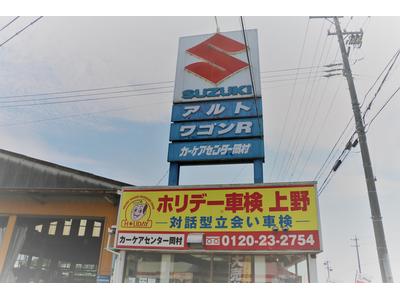 SUZUKI
アルト
ワゴンR
カーケアセンター岡村
ホリデー車検 上野
HOLIDAY
対話型立会い車検
カーケアセンター岡村
0120-23-2754